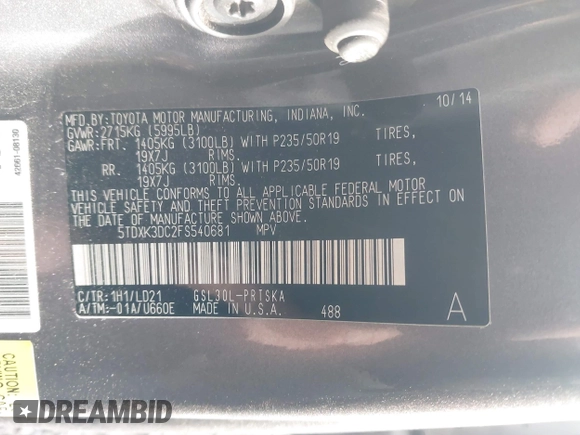 MFD.BY:TOYOTA MOTOR MANUFACTURING, INDIANA, INC. 10/14
GVWR:2715KG (5995LB)
GAWR:FRT. 1405KG (3100LB) WITH P235/50R19 TIRES,
19X7J RIMS.
RR. 1405KG (3100LB) WITH P235/50R19 TIRES,
19X7J RIMS.
THIS VEHICLE CONFORMS TO ALL APPLICABLE FEDERAL MOTOR
VEHICLE SAFETY AND THEFT PREVENTION STANDARDS IN EFFECT ON
THE DATE OF MANUFACTURE SHOWN ABOVE.
5TDXK3DC2FS540681 MPV
C/TR:1H1/LD21 GSL30L-PRTSKA
A/TM:-01A/U660E MADE IN U.S.A. 488 A
42661-08130
CAUTION
DREAMBID